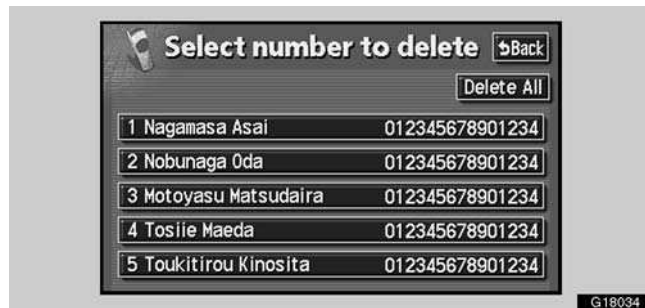 Select number to delete Back
Delete All
1 Nagamasa Asai 012345678901234
2 Nobunaga Oda 012345678901234
3 Motoyasu Matsudaira 012345678901234
4 Tosiie Maeda 012345678901234
5 Toukitirou Kinosita 012345678901234
G18034